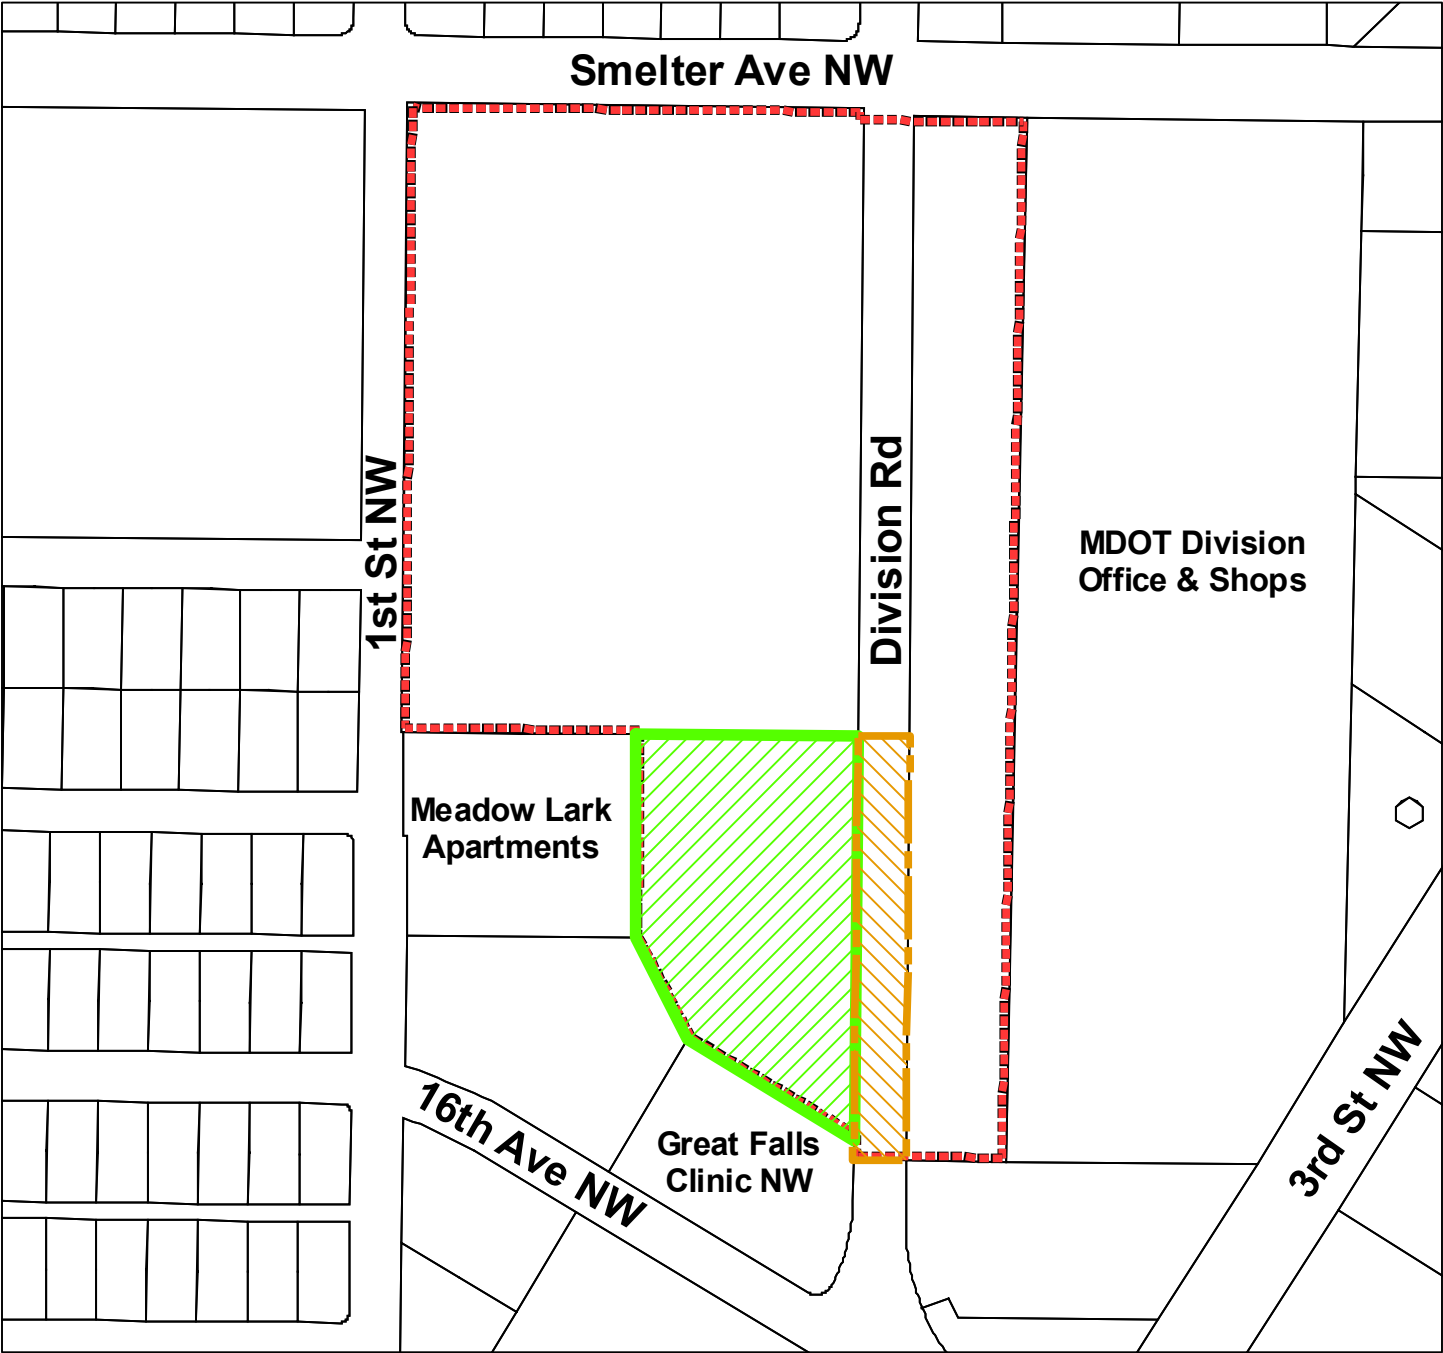 Smelter Ave NW
1st St NW
Division Rd
MDOT Division
Office & Shops
Meadow Lark
Apartments
16th Ave NW
Great Falls
Clinic NW
3rd St NW